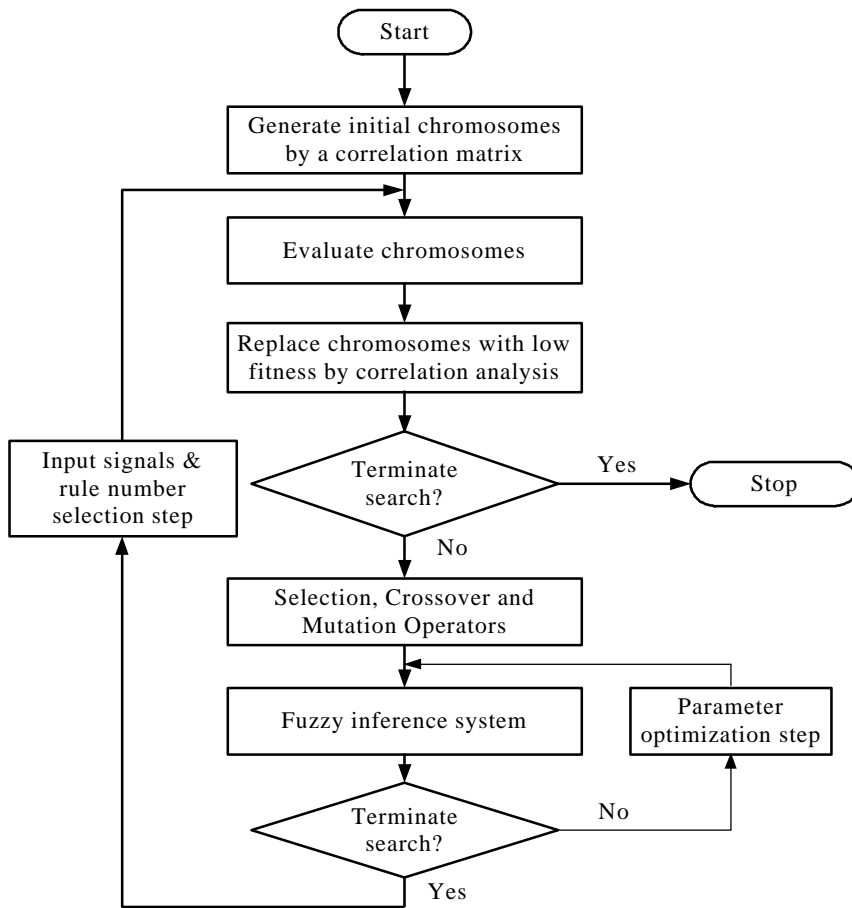 Start
Generate initial chromosomes
by a correlation matrix
Evaluate chromosomes
Replace chromosomes with low
fitness by correlation analysis
Input signals &
rule number
selection step
Terminate
search?
Yes
Stop
No
Selection, Crossover and
Mutation Operators
Fuzzy inference system
Parameter
optimization step
Terminate
search?
No
Yes